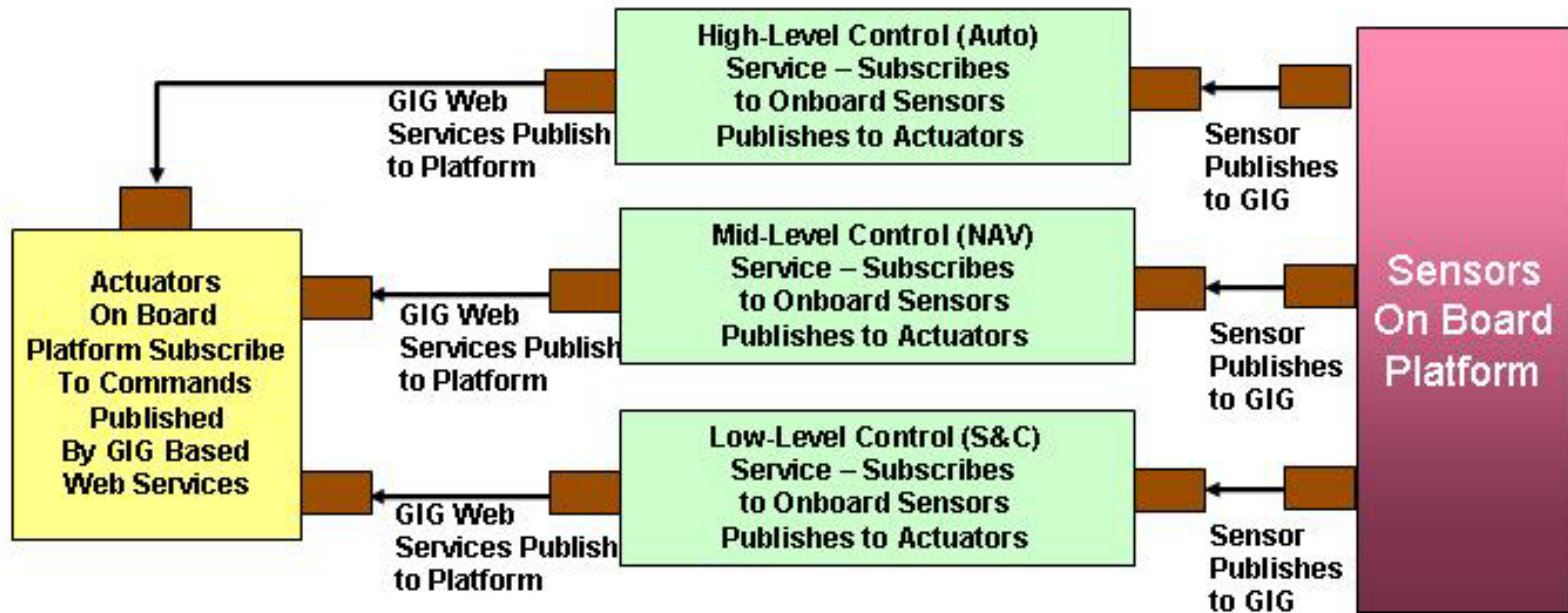 High-Level Control (Auto)
Service – Subscribes
to Onboard Sensors
Publishes to Actuators
GIG Web
Services Publish
to Platform
Sensor
Publishes
to GIG
Mid-Level Control (NAV)
Service – Subscribes
to Onboard Sensors
Publishes to Actuators
GIG Web
Services Publish
to Platform
Sensor
Publishes
to GIG
Low-Level Control (S&C)
Service – Subscribes
to Onboard Sensors
Publishes to Actuators
GIG Web
Services Publish
to Platform
Sensor
Publishes
to GIG
Actuators
On Board
Platform Subscribe
To Commands
Published
By GIG Based
Web Services
Sensors
On Board
Platform